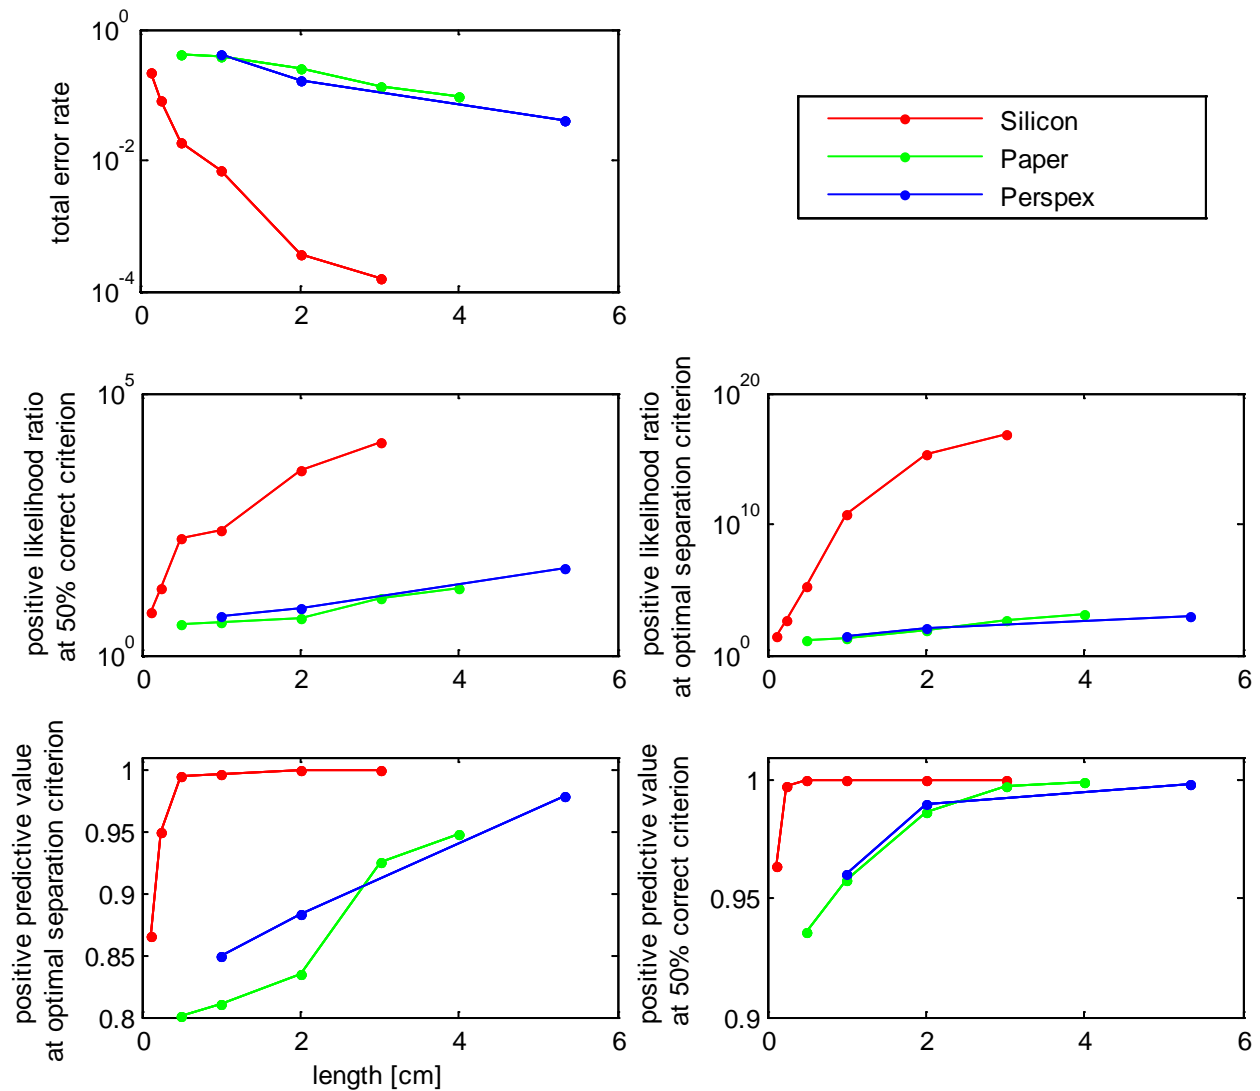 10^0
10^-2
10^-4
total error rate
0 2 4 6
Silicon
Paper
Perspex
10^5
10^0
positive likelihood ratio
at 50% correct criterion
0 2 4 6
10^20
10^10
10^0
positive likelihood ratio
at optimal separation criterion
0 2 4 6
1
0.95
0.9
0.85
0.8
positive predictive value
at optimal separation criterion
0 2 4 6
length [cm]
1
0.95
0.9
positive predictive value
at 50% correct criterion
0 2 4 6